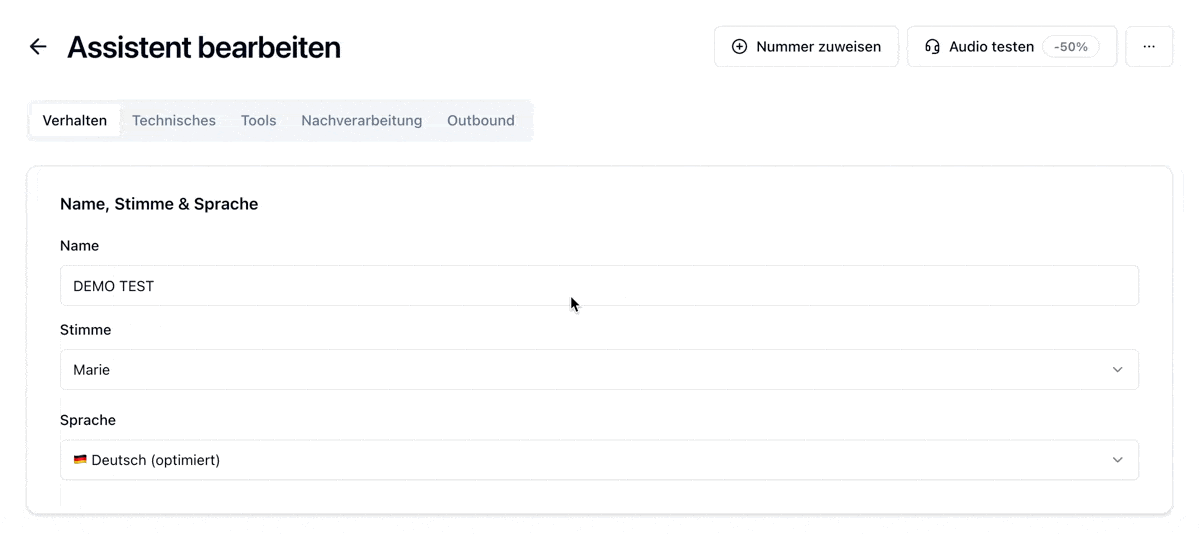 Assistent bearbeiten
Nummer zuweisen
Audio testen -50%
Verhalten Technisches Tools Nachverarbeitung Outbound
Name, Stimme & Sprache
Name
DEMO TEST
Stimme
Marie
Sprache
Deutsch (optimiert)